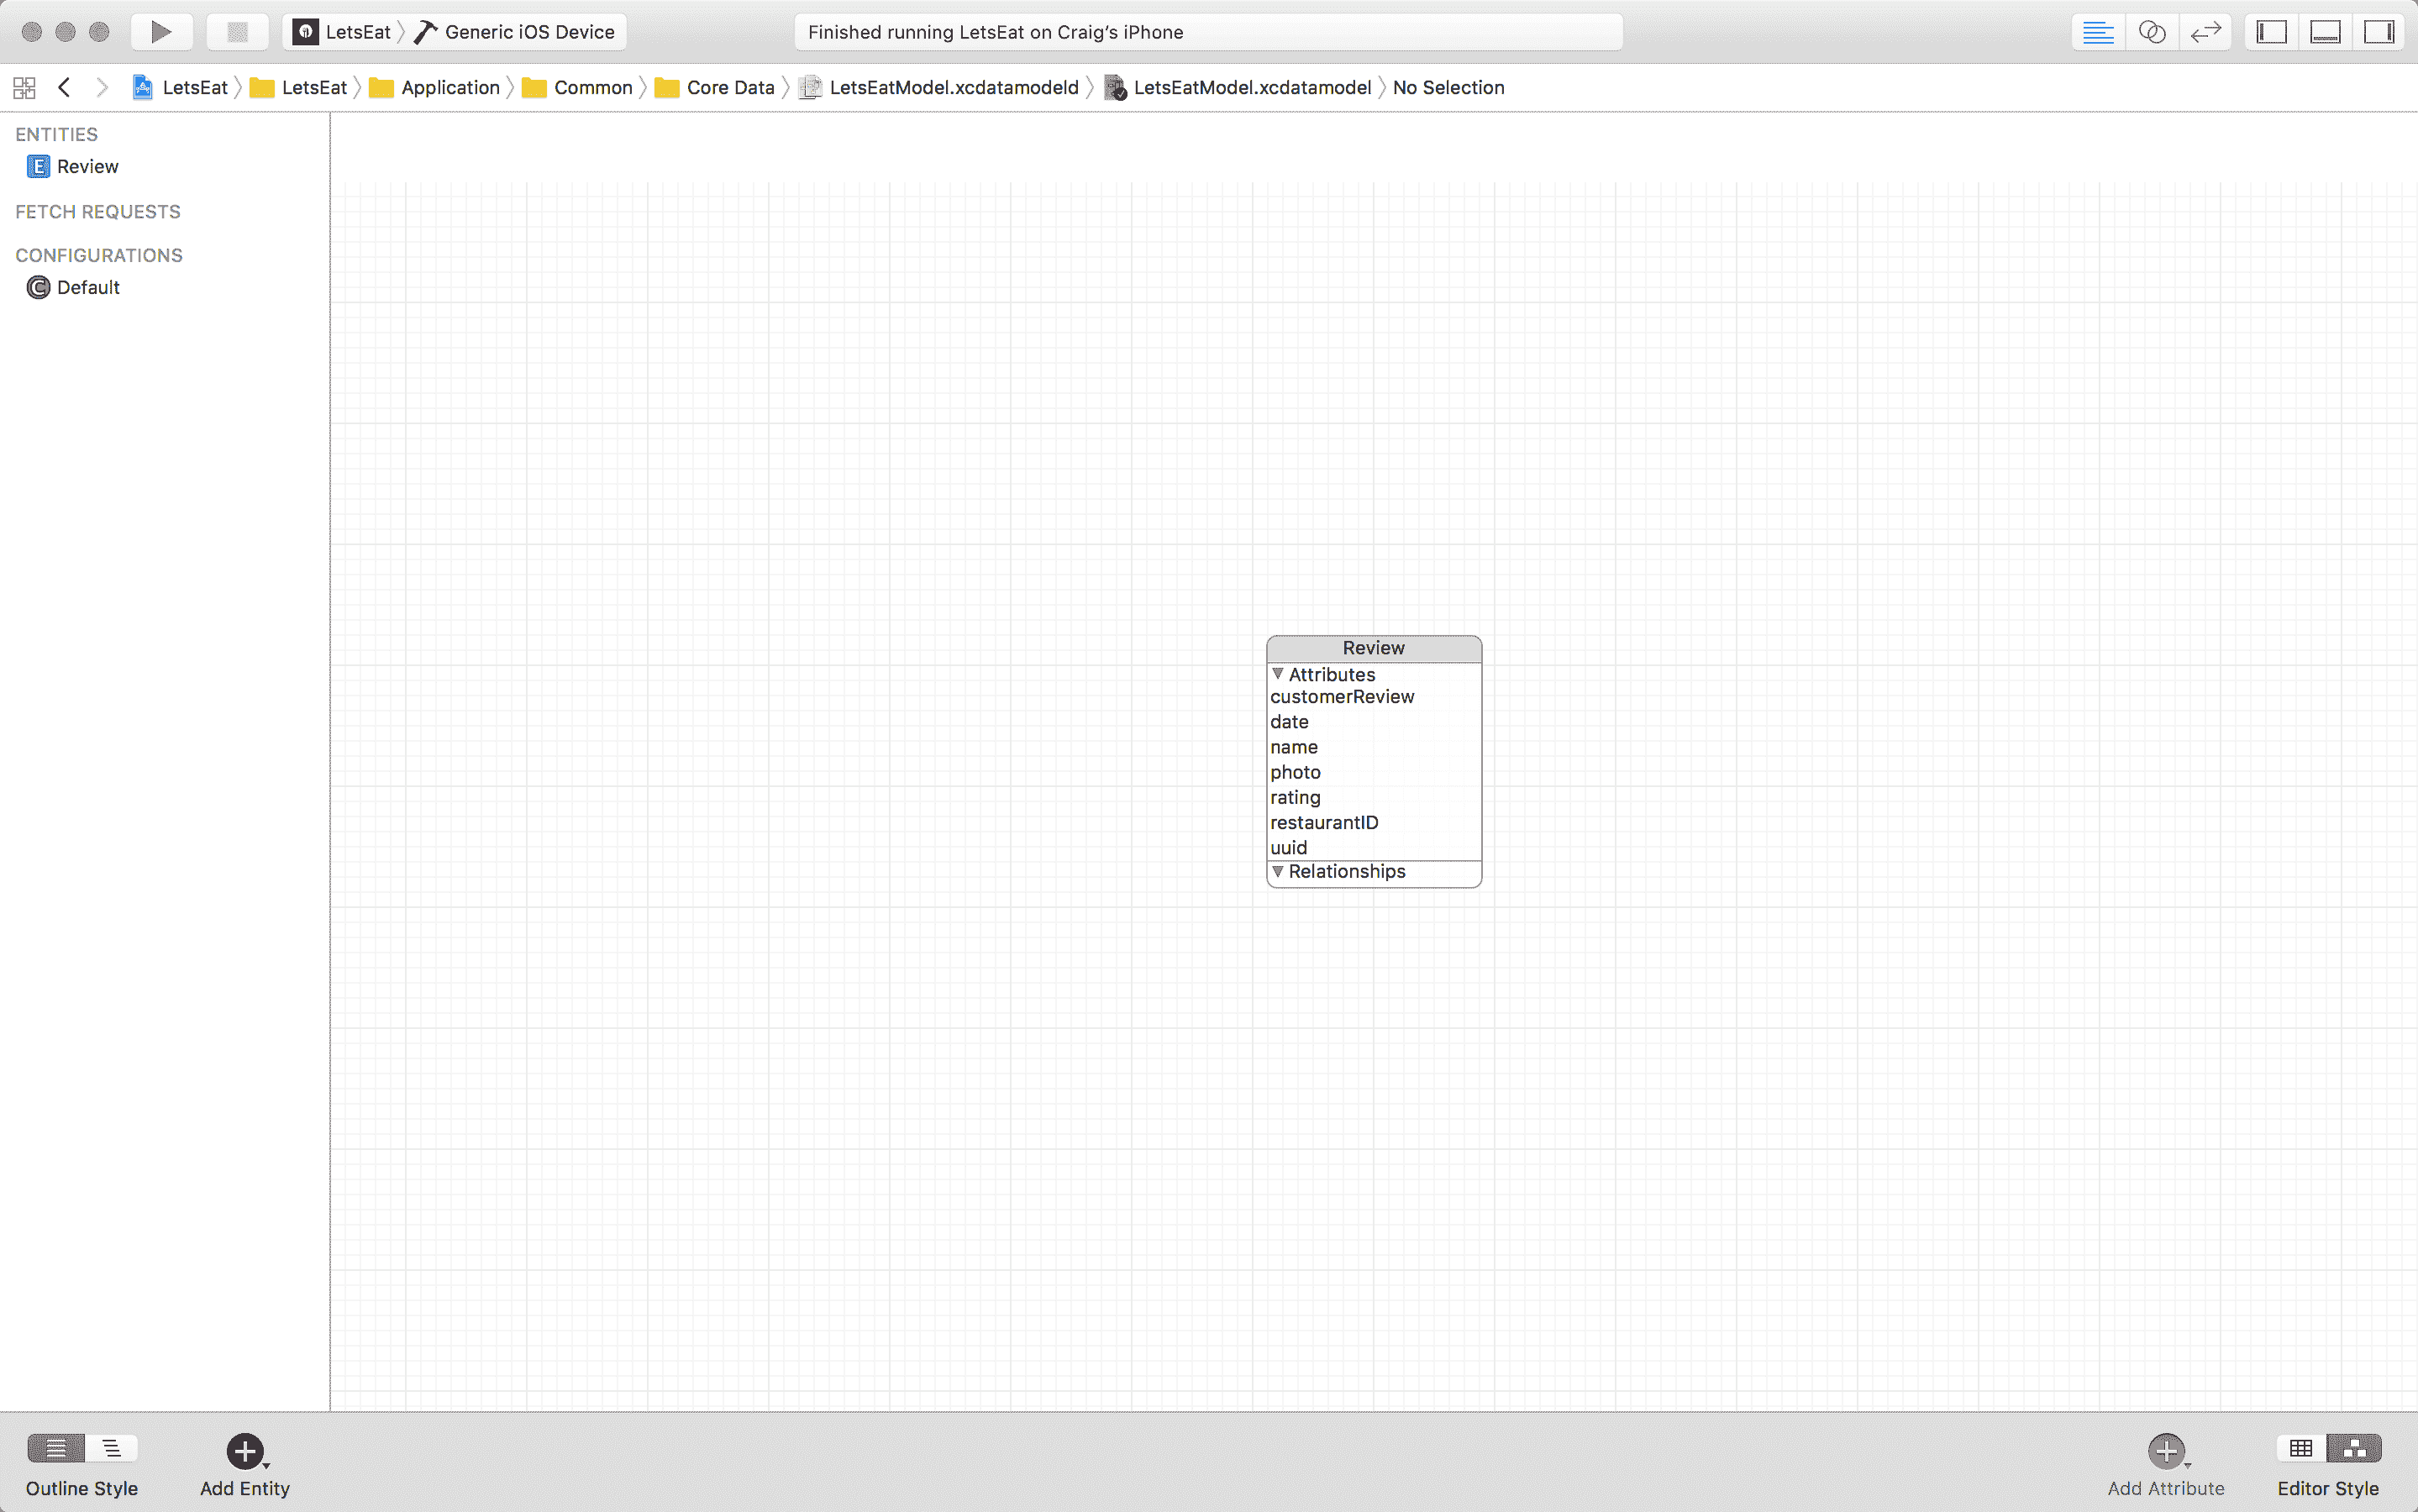 LetsEat Generic iOS Device Finished running LetsEat on Craig’s iPhone
LetsEat LetsEat Application Common Core Data LetsEatModel.xcdatamodeld LetsEatModel.xcdatamodel No Selection
ENTITIES
E Review
FETCH REQUESTS
CONFIGURATIONS
C Default
Review
Attributes
customerReview
date
name
photo
rating
restaurantID
uuid
Relationships
Outline Style Add Entity Add Attribute Editor Style